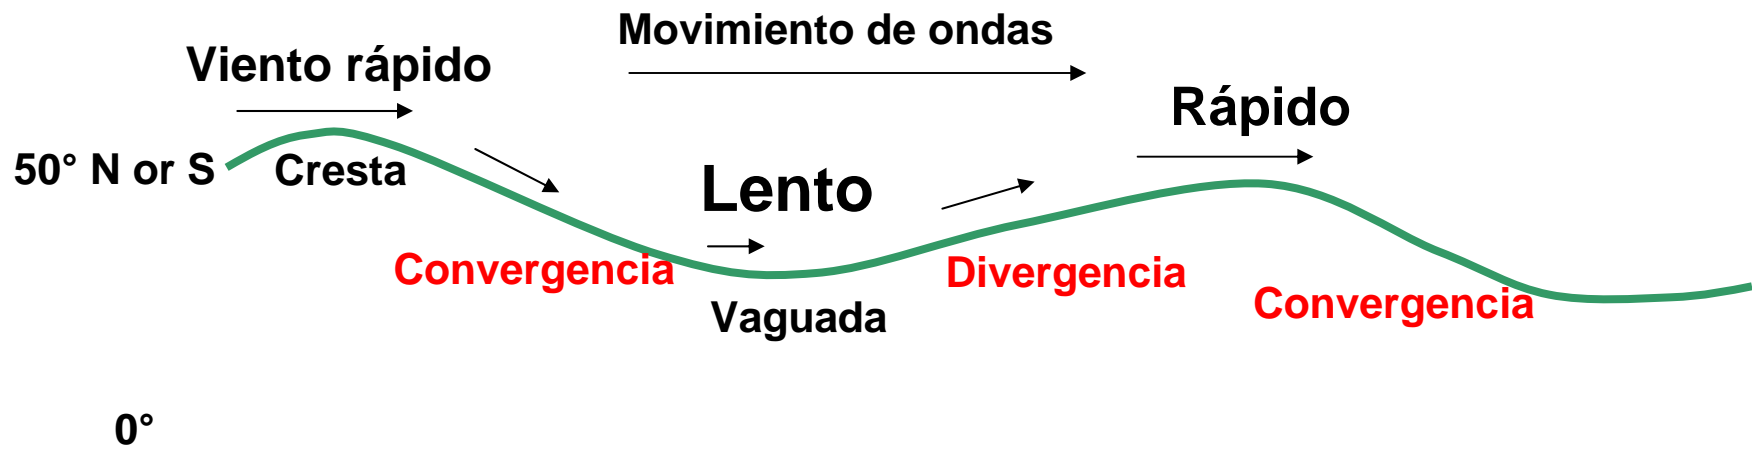 Movimiento de ondas
Viento rápido
Rápido
50° N or S
Cresta
Lento
Convergencia
Divergencia
Convergencia
Vaguada
0°